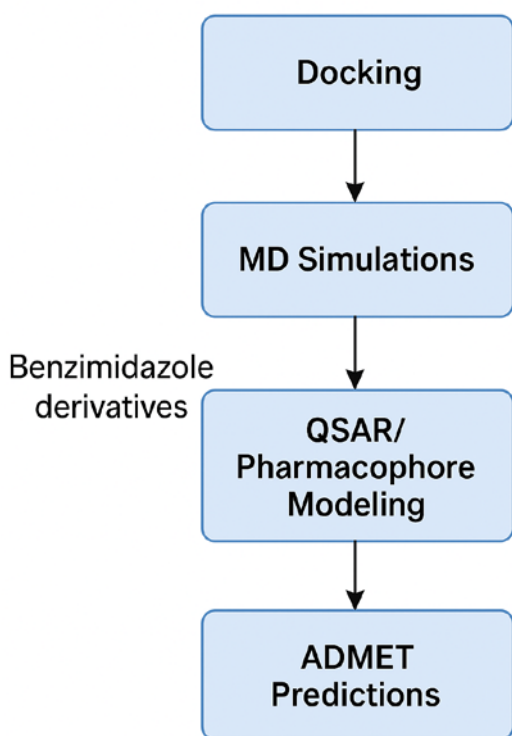 Docking
MD Simulations
Benzimidazole
derivatives
QSAR/
Pharmacophore
Modeling
ADMET
Predictions